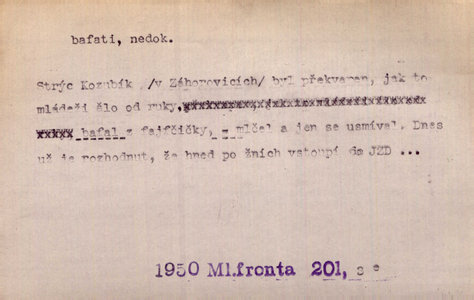 bafati, nedok.
Strýc Kozubík /v Záhorovicích/ byl překvapen, jak to
mládeži šlo od ruky,
bafal z fajfčičky, - mlčel a jen se usmíval. Dnes
už je rozhodnut, že hned po žních vstoupí do JZD ...
1950 Ml.fronta 201,